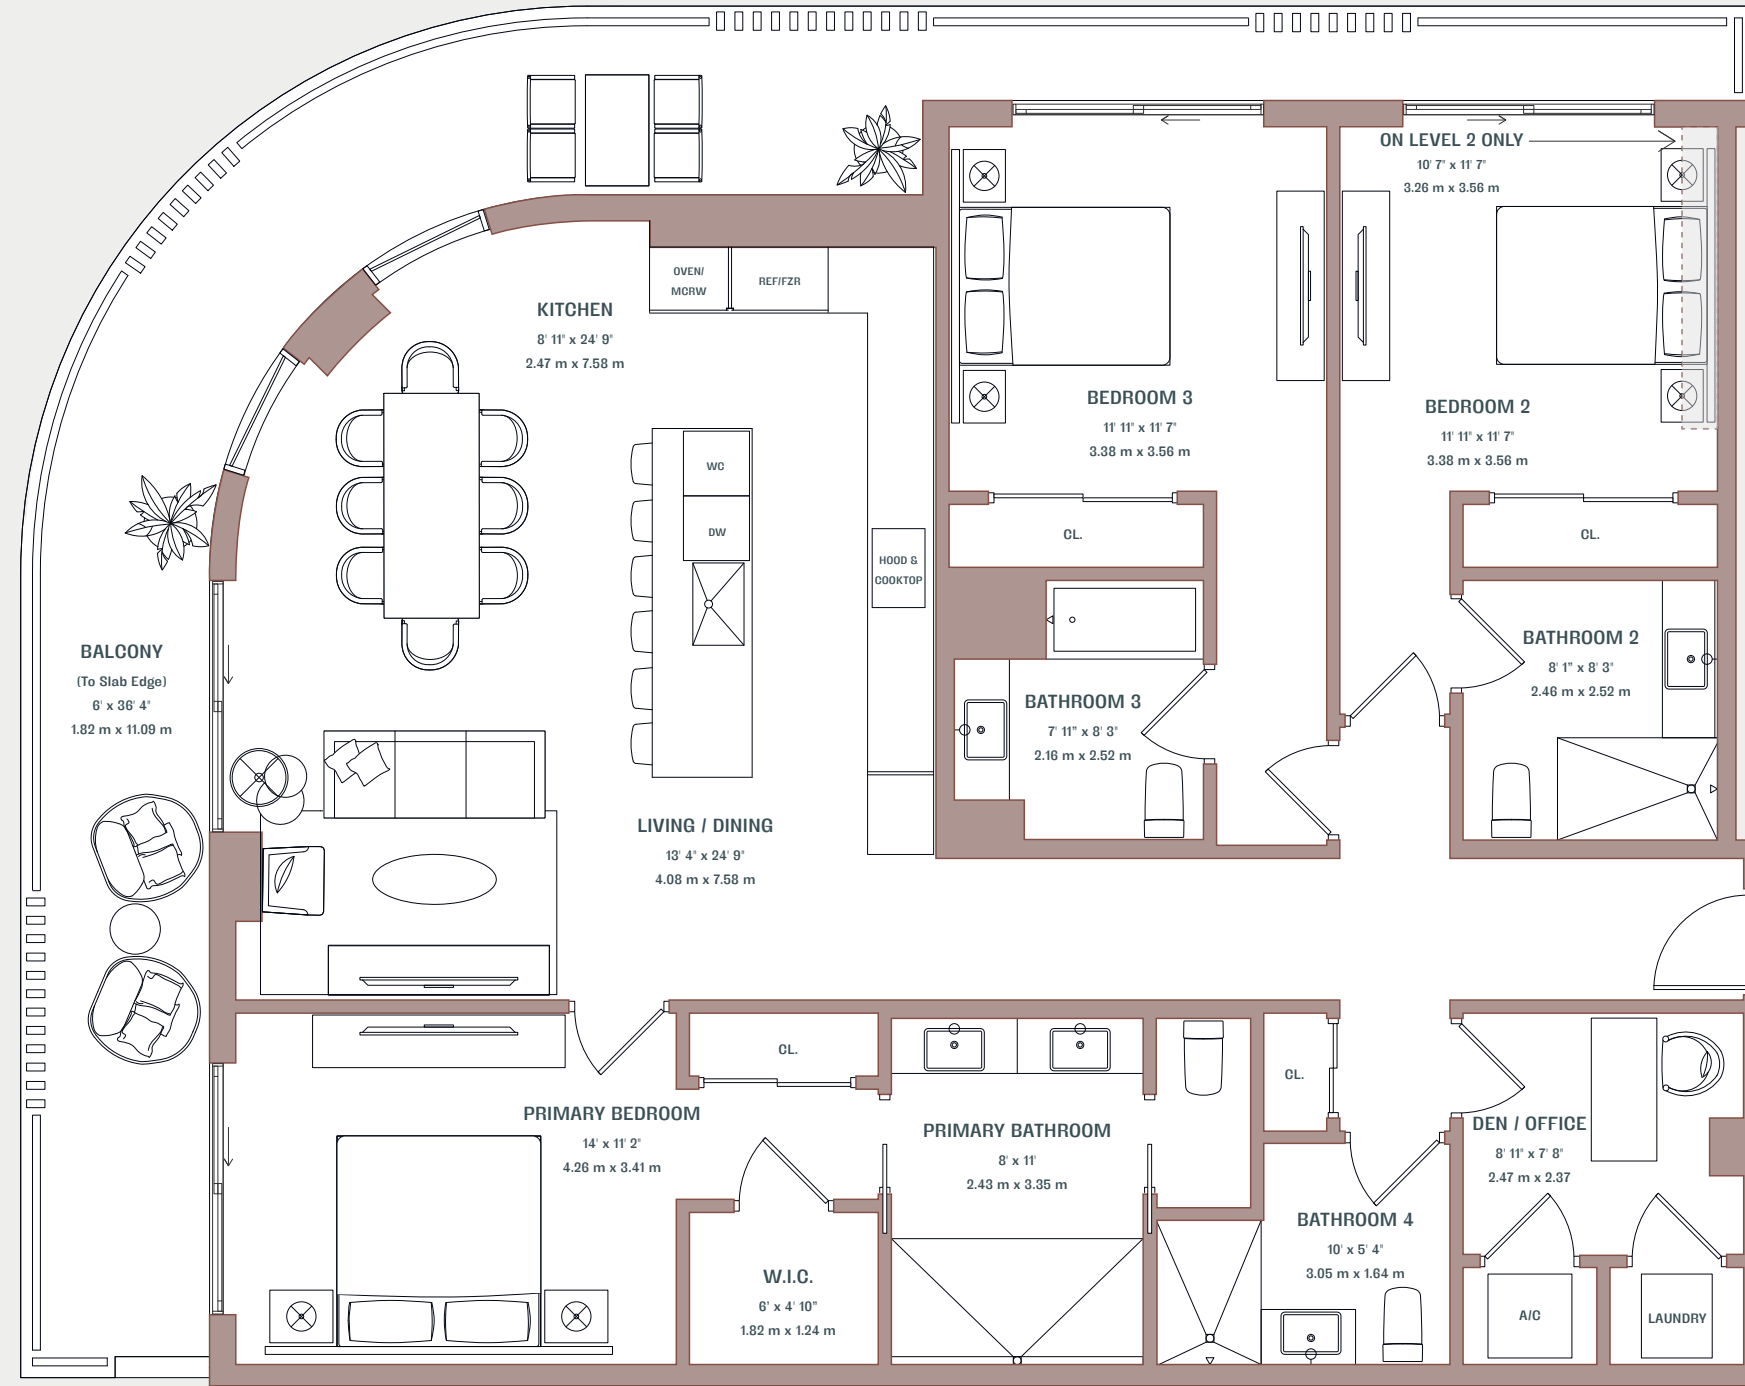 ON LEVEL 2 ONLY
10' 7" x 11' 7"
3.26 m x 3.56 m
OVEN/
MCRW
REF/FZR
KITCHEN
8' 11" x 24' 9"
2.47 m x 7.58 m
BEDROOM 3
11' 11" x 11' 7"
3.38 m x 3.56 m
BEDROOM 2
11' 11" x 11' 7"
3.38 m x 3.56 m
WC
DW
HOOD &
COOKTOP
CL.
CL.
BALCONY
(To Slab Edge)
6' x 36' 4"
1.82 m x 11.09 m
BATHROOM 3
7' 11" x 8' 3"
2.16 m x 2.52 m
BATHROOM 2
8' 1" x 8' 3"
2.46 m x 2.52 m
LIVING / DINING
13' 4" x 24' 9"
4.08 m x 7.58 m
CL.
CL.
PRIMARY BEDROOM
14' x 11' 2"
4.26 m x 3.41 m
PRIMARY BATHROOM
8' x 11'
2.43 m x 3.35 m
DEN / OFFICE
8' 11" x 7' 8"
2.47 m x 2.37
BATHROOM 4
10' x 5' 4"
3.05 m x 1.64 m
W.I.C.
6' x 4' 10"
1.82 m x 1.24 m
A/C
LAUNDRY